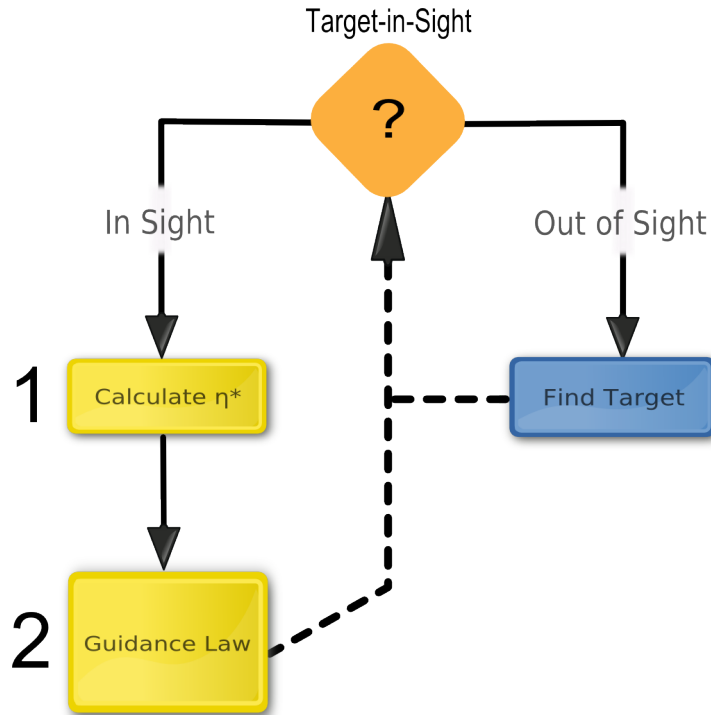 Target-in-Sight
?
In Sight
Out of Sight
1
Calculate η*
Find Target
2
Guidance Law